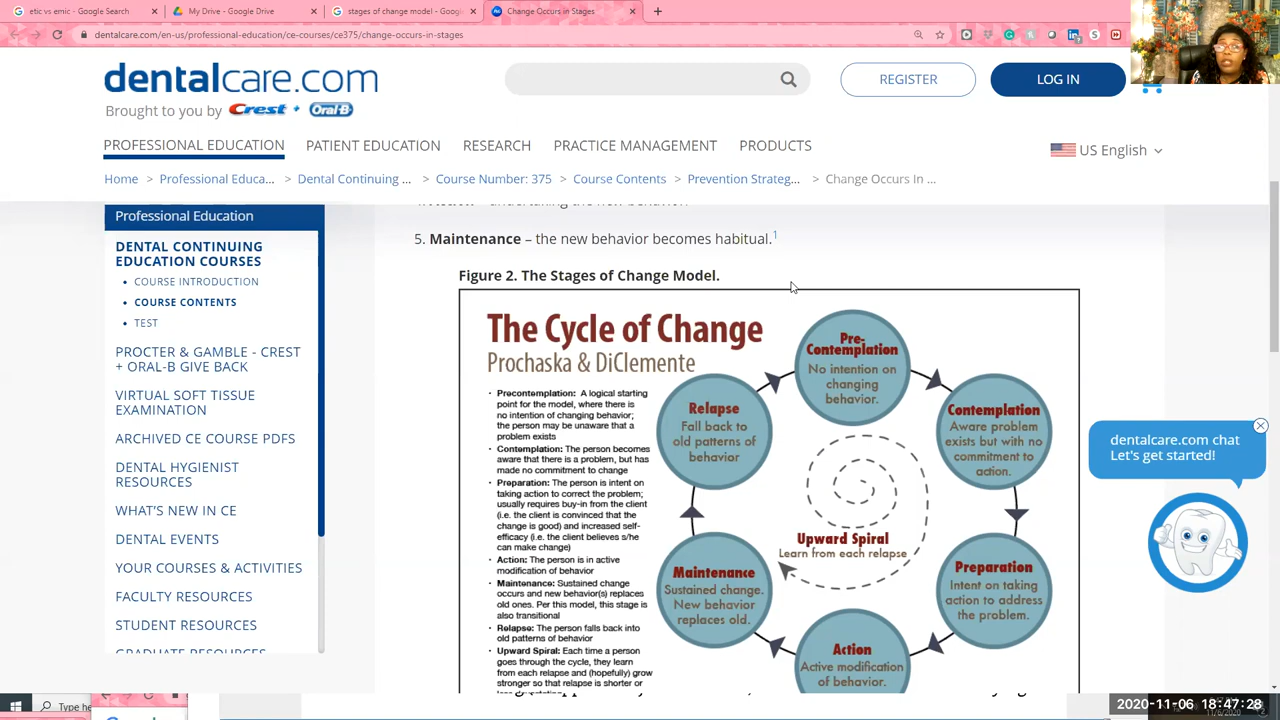 etic vs emic - Google Search
My Drive - Google Drive
stages of change model - Googl
Change Occurs in Stages
dentalcare.com/en-us/professional-education/ce-courses/ce375/change-occurs-in-stages
dentalcare.com
Brought to you by Crest + Oral-B
REGISTER
LOG IN
PROFESSIONAL EDUCATION
PATIENT EDUCATION
RESEARCH
PRACTICE MANAGEMENT
PRODUCTS
US English
Home > Professional Educa... > Dental Continuing ... > Course Number: 375 > Course Contents > Prevention Strateg... > Change Occurs In ...
Professional Education
DENTAL CONTINUING
EDUCATION COURSES
• COURSE INTRODUCTION
• COURSE CONTENTS
• TEST
PROCTER & GAMBLE - CREST
+ ORAL-B GIVE BACK
VIRTUAL SOFT TISSUE
EXAMINATION
ARCHIVED CE COURSE PDFS
DENTAL HYGIENIST
RESOURCES
WHAT'S NEW IN CE
DENTAL EVENTS
YOUR COURSES & ACTIVITIES
FACULTY RESOURCES
STUDENT RESOURCES
GRADUATE RESOURCES
undertaking the new behavior.
5. Maintenance – the new behavior becomes habitual.1
Figure 2. The Stages of Change Model.
The Cycle of Change
Prochaska & DiClemente
• Precontemplation: A logical starting
point for the model, where there is
no intention of changing behavior;
the person may be unaware that a
problem exists
• Contemplation: The person becomes
aware that there is a problem, but has
made no commitment to change
• Preparation: The person is intent on
taking action to correct the problem;
usually requires buy-in from the client
(i.e. the client is convinced that the
change is good) and increased self-
efficacy (i.e. the client believes s/he
can make change)
• Action: The person is in active
modification of behavior
• Maintenance: Sustained change
occurs and new behavior(s) replaces
old ones. Per this model, this stage is
also transitional
• Relapse: The person falls back into
old patterns of behavior
• Upward Spiral: Each time a person
goes through the cycle, they learn
from each relapse and (hopefully) grow
stronger so that relapse is shorter or
Pre-
Contemplation
No intention on
changing
behavior.
Contemplation
Aware problem
exists but with no
commitment to
action.
Preparation
Intent on taking
action to address
the problem.
Action
Active modification
of behavior.
Maintenance
Sustained change.
New behavior
replaces old.
Relapse
Fall back to
old patterns of
behavior
Upward Spiral
Learn from each relapse
dentalcare.com chat
Let's get started!
Type he
2020-11-06 18:47:28